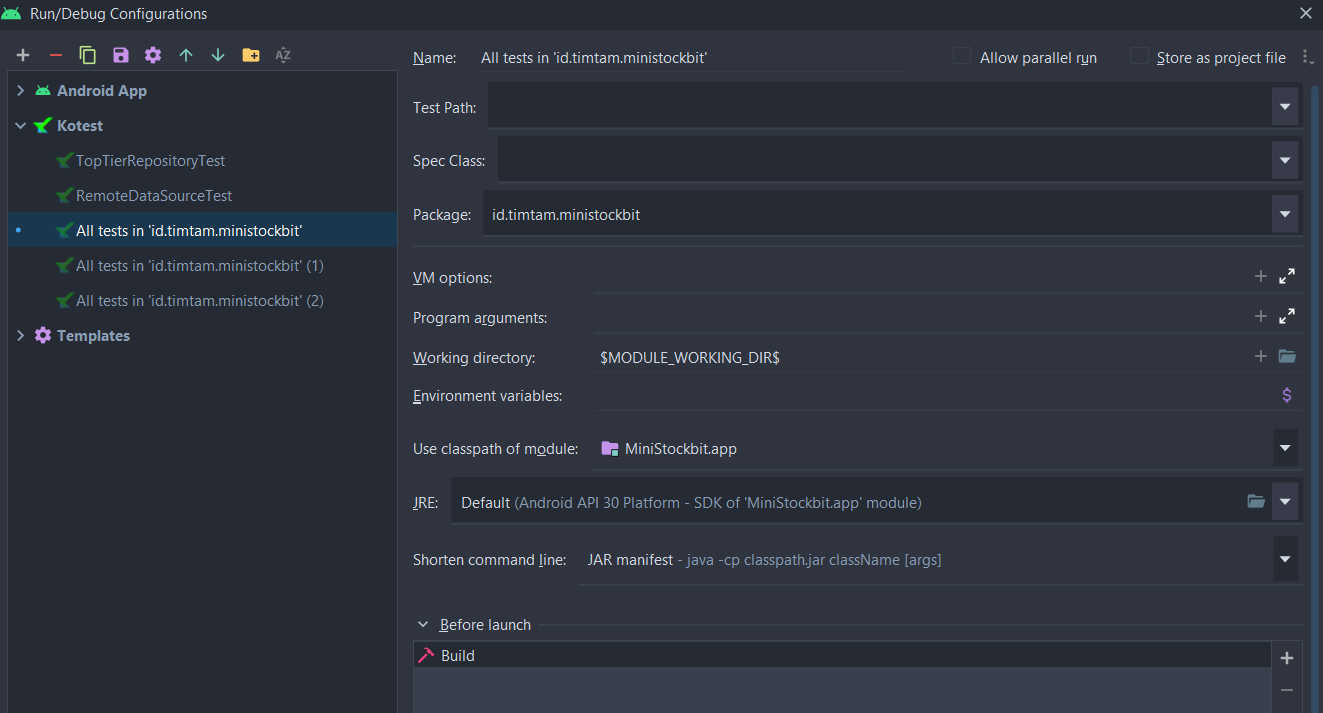 Run/Debug Configurations
Android App
Kotest
TopTierRepositoryTest
RemoteDataSourceTest
All tests in 'id.timtam.ministockbit'
All tests in 'id.timtam.ministockbit' (1)
All tests in 'id.timtam.ministockbit' (2)
Templates
Name: All tests in 'id.timtam.ministockbit' Allow parallel run Store as project file
Test Path:
Spec Class:
Package: id.timtam.ministockbit
VM options:
Program arguments:
Working directory: $MODULE_WORKING_DIR$
Environment variables:
Use classpath of module: MiniStockbit.app
JRE: Default (Android API 30 Platform - SDK of 'MiniStockbit.app' module)
Shorten command line: JAR manifest - java -cp classpath.jar className [args]
Before launch
Build